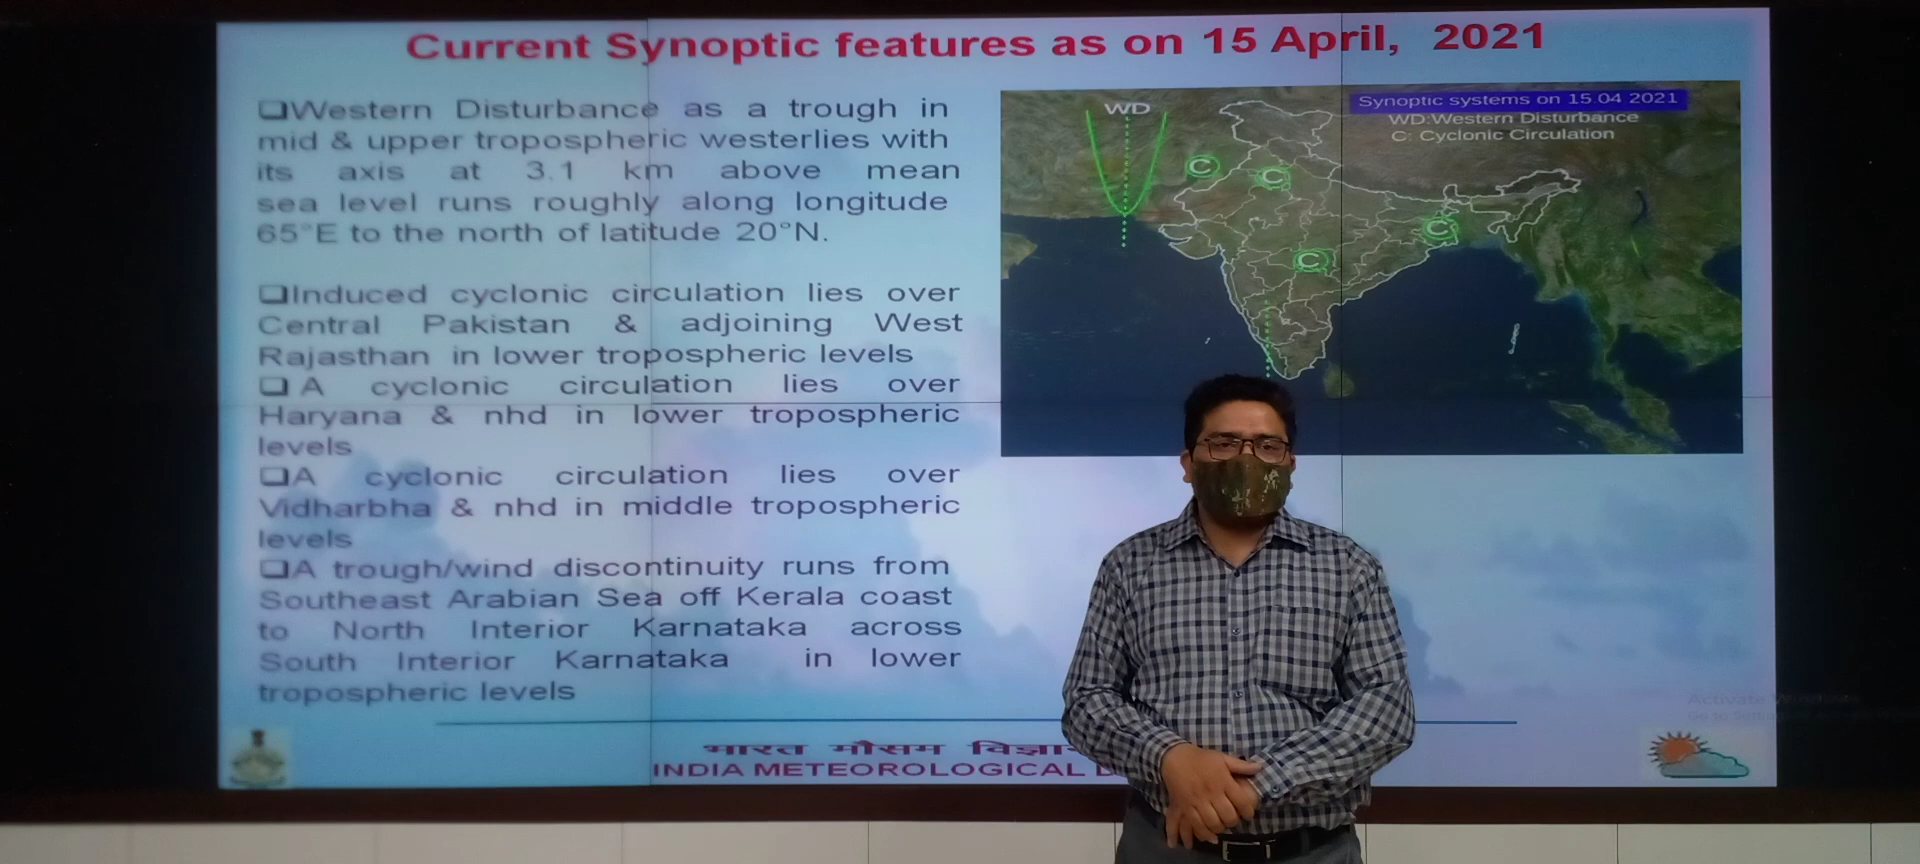 Current Synoptic features as on 15 April, 2021
❑Western Disturbance as a trough in
mid & upper tropospheric westerlies with
its axis at 3.1 km above mean
sea level runs roughly along longitude
65°E to the north of latitude 20°N.
❑Induced cyclonic circulation lies over
Central Pakistan & adjoining West
Rajasthan in lower tropospheric levels
❑ A cyclonic circulation lies over
Haryana & nhd in lower tropospheric
levels
❑A cyclonic circulation lies over
Vidharbha & nhd in middle tropospheric
levels
❑A trough/wind discontinuity runs from
Southeast Arabian Sea off Kerala coast
to North Interior Karnataka across
South Interior Karnataka in lower
tropospheric levels
WD
Synoptic systems on 15.04 2021
WD:Western Disturbance
C: Cyclonic Circulation
C
C
C
C
Activate Windows
भारत मौसम
INDIA METEOROLOGICAL